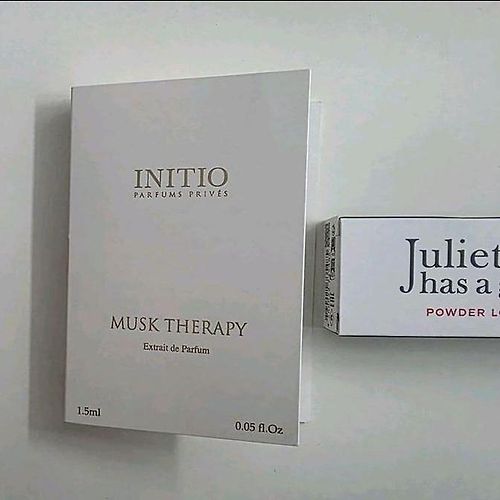 INITIO
PARFUMS PRIVÉS
MUSK THERAPY
Extrait de Parfum
1.5ml
0.05 fl.Oz
Juliet
has a
POWDER